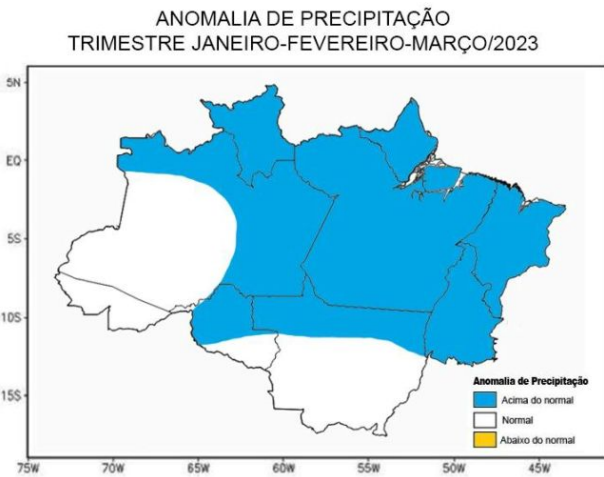 ANOMALIA DE PRECIPITAÇÃO
TRIMESTRE JANEIRO-FEVEREIRO-MARÇO/2023
5N
EQ
5S
10S
15S
Anomalia de Precipitação
Acima do normal
Normal
Abaixo do normal
75W 70W 65W 60W 55W 50W 45W